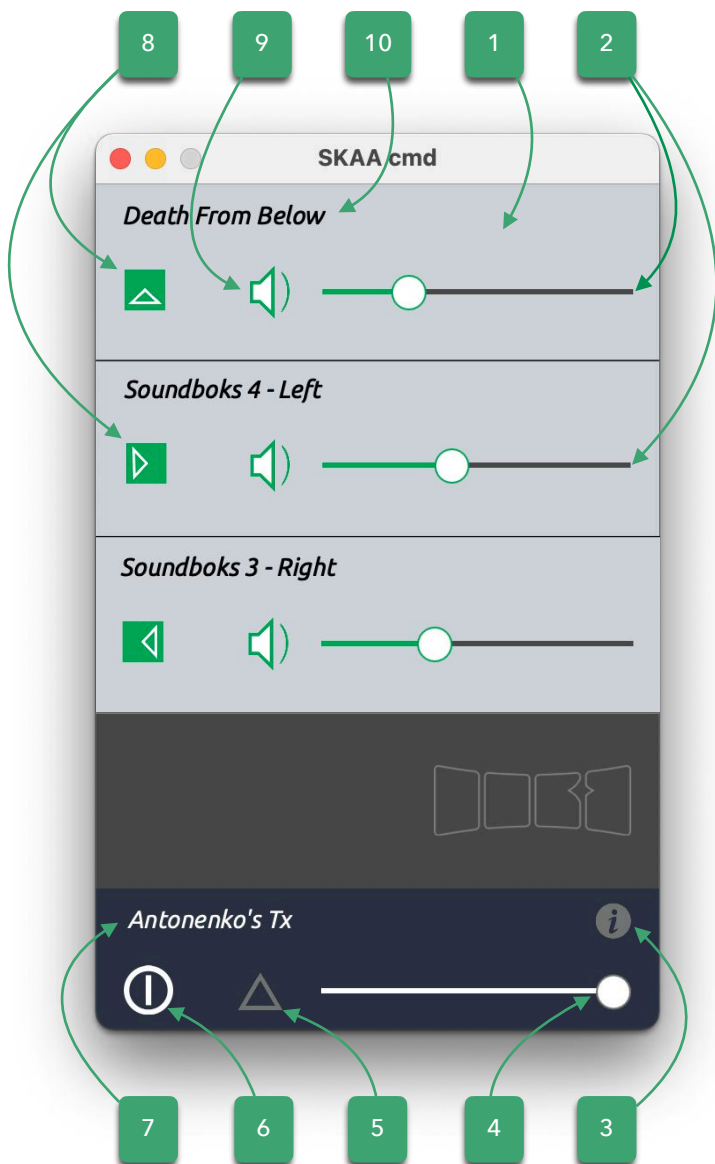 8 9 10 1 2
SKAA cmd
Death From Below
Soundboks 4 - Left
Soundboks 3 - Right
Antonenko's Tx
i
7 6 5 4 3